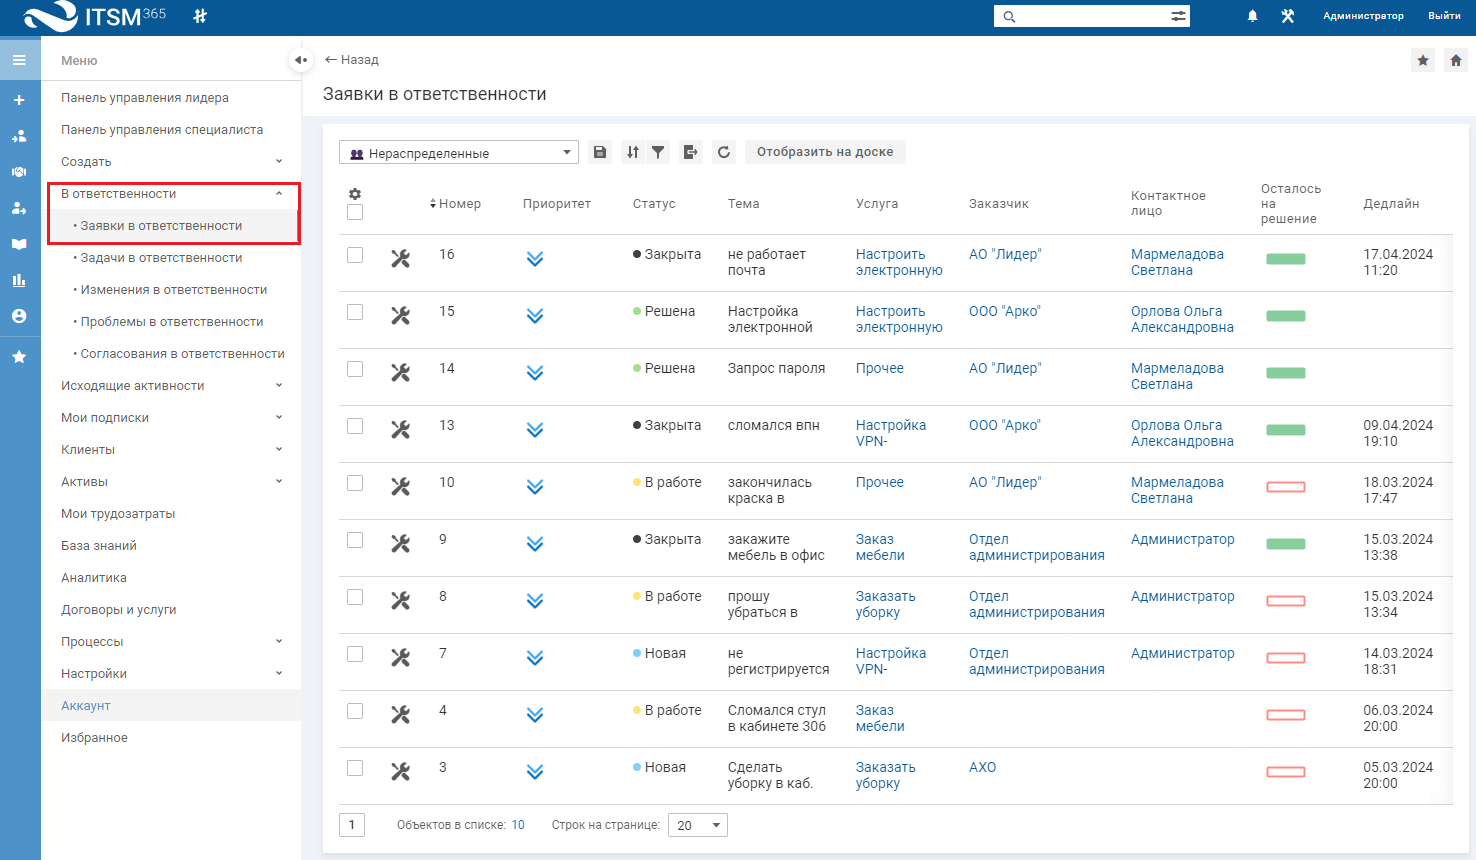 ITSM 365
Администратор
Выйти
Меню
Панель управления лидера
Панель управления специалиста
Создать
В ответственности
• Заявки в ответственности
• Задачи в ответственности
• Изменения в ответственности
• Проблемы в ответственности
• Согласования в ответственности
Исходящие активности
Мои подписки
Клиенты
Активы
Мои трудозатраты
База знаний
Аналитика
Договоры и услуги
Процессы
Настройки
Аккаунт
Избранное
← Назад
Заявки в ответственности
Нераспределенные
Отобразить на доске
Номер Приоритет Статус Тема Услуга Заказчик Контактное лицо Осталось на решение Дедлайн
16 Закрыта не работает почта Настроить электронную АО "Лидер" Мармеладова Светлана 17.04.2024 11:20
15 Решена Настройка электронной Настроить электронную ООО "Арко" Орлова Ольга Александровна
14 Решена Запрос пароля Прочее АО "Лидер" Мармеладова Светлана
13 Закрыта сломался впн Настройка VPN- ООО "Арко" Орлова Ольга Александровна 09.04.2024 19:10
10 В работе закончилась краска в Прочее АО "Лидер" Мармеладова Светлана 18.03.2024 17:47
9 Закрыта закажите мебель в офис Заказ мебели Отдел администрирования Администратор 15.03.2024 13:38
8 В работе прошу убраться в Заказать уборку Отдел администрирования Администратор 15.03.2024 13:34
7 Новая не регистрируется Настройка VPN- Отдел администрирования Администратор 14.03.2024 18:31
4 В работе Сломался стул в кабинете 306 Заказ мебели 06.03.2024 20:00
3 Новая Сделать уборку в каб. Заказать уборку АХО 05.03.2024 20:00
1 Объектов в списке: 10 Строк на странице: 20